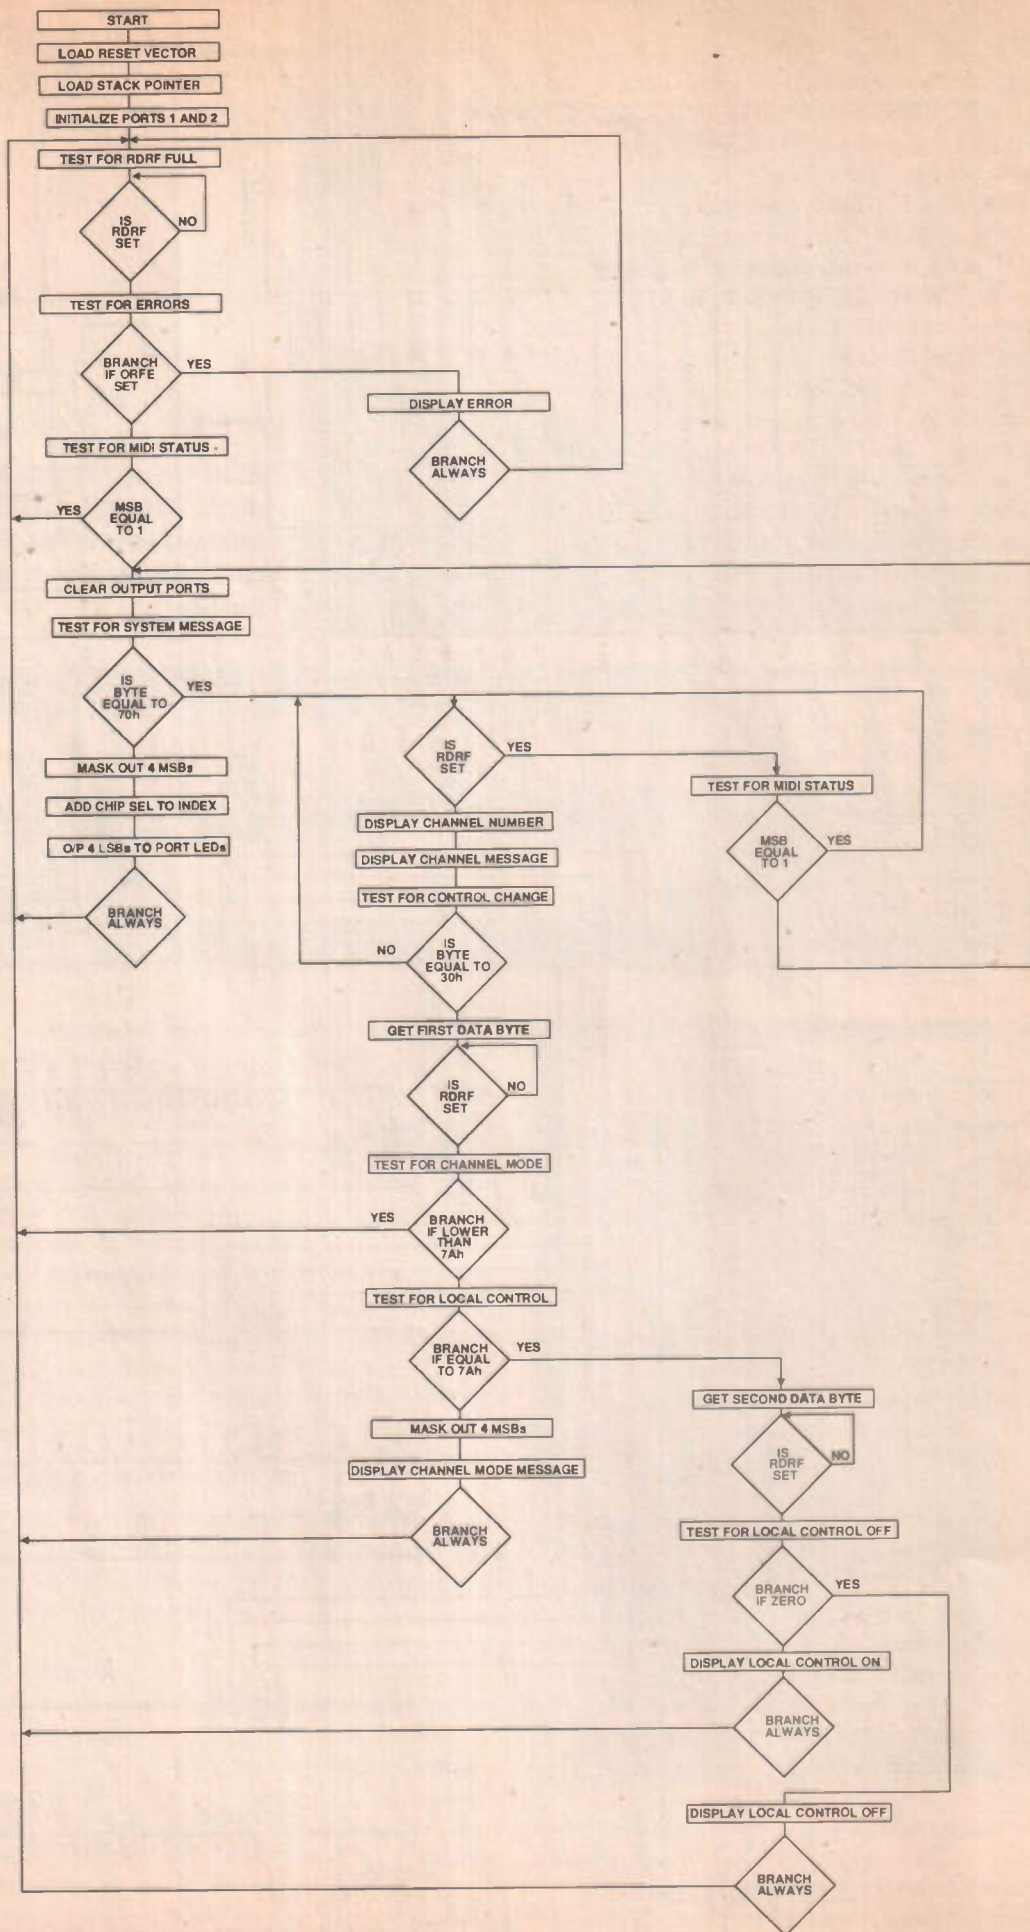 START
LOAD RESET VECTOR
LOAD STACK POINTER
INITIALIZE PORTS 1 AND 2
TEST FOR RDRF FULL
IS
RDRF
SET
NO
TEST FOR ERRORS
BRANCH
IF ORFE
SET
YES
DISPLAY ERROR
BRANCH
ALWAYS
TEST FOR MIDI STATUS
MSB
EQUAL
TO 1
YES
CLEAR OUTPUT PORTS
TEST FOR SYSTEM MESSAGE
IS
BYTE
EQUAL TO
70h
YES
MASK OUT 4 MSBs
ADD CHIP SEL TO INDEX
O/P 4 LSBs TO PORT LEDs
BRANCH
ALWAYS
IS
RDRF
SET
YES
TEST FOR MIDI STATUS
MSB
EQUAL
TO 1
YES
DISPLAY CHANNEL NUMBER
DISPLAY CHANNEL MESSAGE
TEST FOR CONTROL CHANGE
IS
BYTE
EQUAL TO
30h
NO
GET FIRST DATA BYTE
IS
RDRF
SET
NO
TEST FOR CHANNEL MODE
BRANCH
IF LOWER
THAN
7Ah
YES
TEST FOR LOCAL CONTROL
BRANCH
IF EQUAL
TO 7Ah
YES
MASK OUT 4 MSBs
DISPLAY CHANNEL MODE MESSAGE
BRANCH
ALWAYS
GET SECOND DATA BYTE
IS
RDRF
SET
NO
TEST FOR LOCAL CONTROL OFF
BRANCH
IF ZERO
YES
DISPLAY LOCAL CONTROL ON
BRANCH
ALWAYS
DISPLAY LOCAL CONTROL OFF
BRANCH
ALWAYS